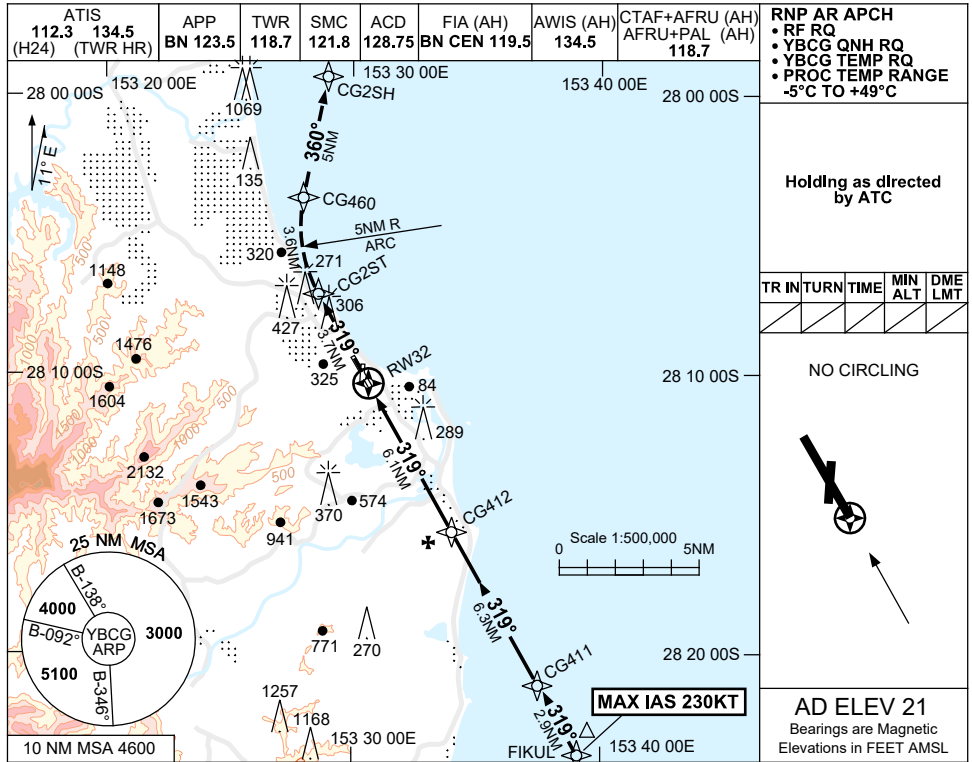 ATIS
112.3 134.5
(H24) (TWR HR)
APP
BN 123.5
TWR
118.7
SMC
121.8
ACD
128.75
FIA (AH)
BN CEN 119.5
AWIS (AH)
134.5
CTAF+AFRU (AH)
AFRU+PAL (AH)
118.7
RNP AR APCH
• RF RQ
• YBCG QNH RQ
• YBCG TEMP RQ
• PROC TEMP RANGE
-5°C TO +49°C
Holding as directed
by ATC
TR IN
TURN
TIME
MIN
ALT
DME
LMT
NO CIRCLING
AD ELEV 21
Bearings are Magnetic
Elevations in FEET AMSL
153 20 00E
153 30 00E
153 40 00E
28 00 00S
28 00 00S
11° E
1069
CG2SH
360°
5NM
135
CG460
5NM R
ARC
3.6NM
320
271
CG2ST
306
427
319°
3.7NM
1148
500
500
1000
1476
325
RW32
84
28 10 00S
28 10 00S
1604
289
500
1000
1500
1000
319°
6.1NM
2132
1543
500
574
370
1673
941
CG412
Scale 1:500,000
0
5NM
25 NM MSA
B-138°
4000
3000
B-092°
YBCG
ARP
5100
B-346°
10 NM MSA 4600
319°
6.3NM
771
270
28 20 00S
CG411
1257
1168
MAX IAS 230KT
319°
2.9NM
FIKUL
153 30 00E
153 40 00E